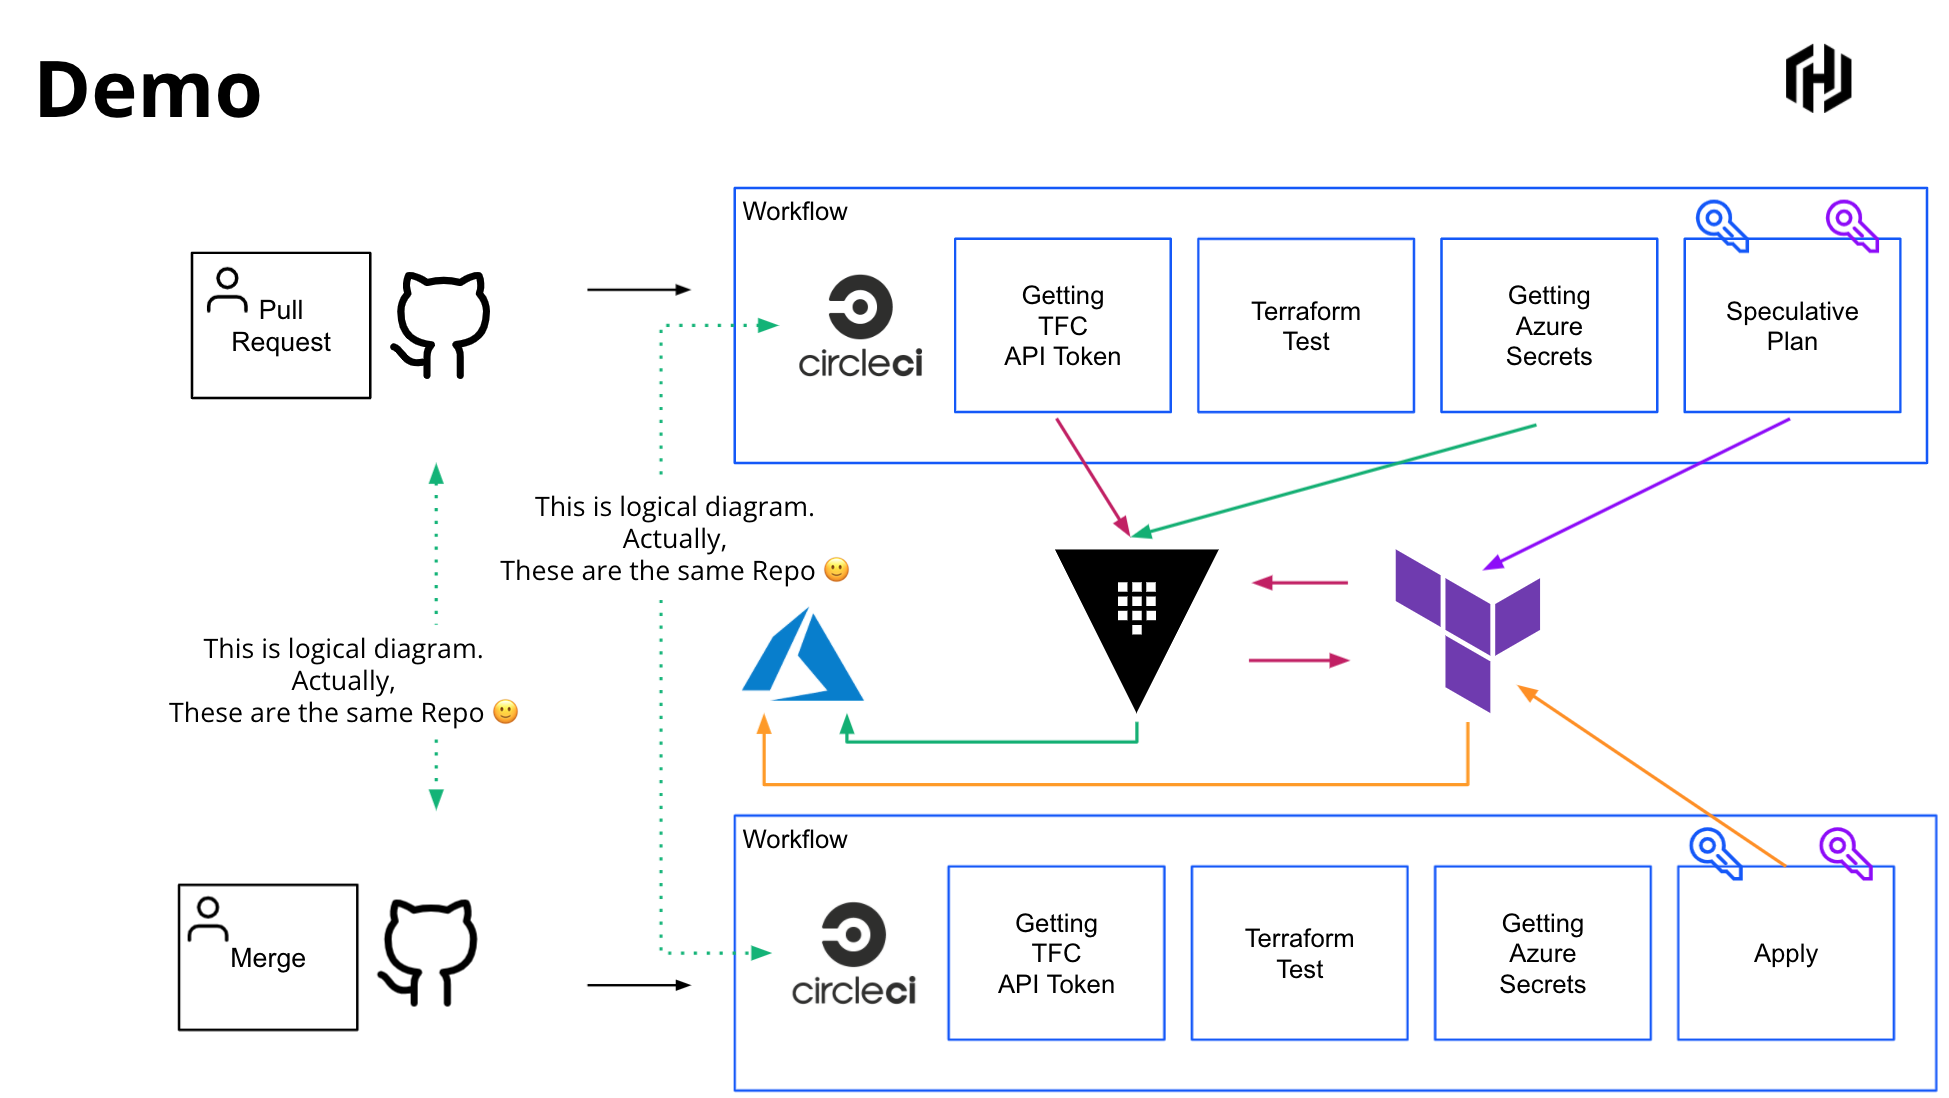 Demo
Workflow
Pull
Request
circleci
Getting
TFC
API Token
Terraform
Test
Getting
Azure
Secrets
Speculative
Plan
This is logical diagram.
Actually,
These are the same Repo 🙂
This is logical diagram.
Actually,
These are the same Repo 🙂
Workflow
Merge
circleci
Getting
TFC
API Token
Terraform
Test
Getting
Azure
Secrets
Apply